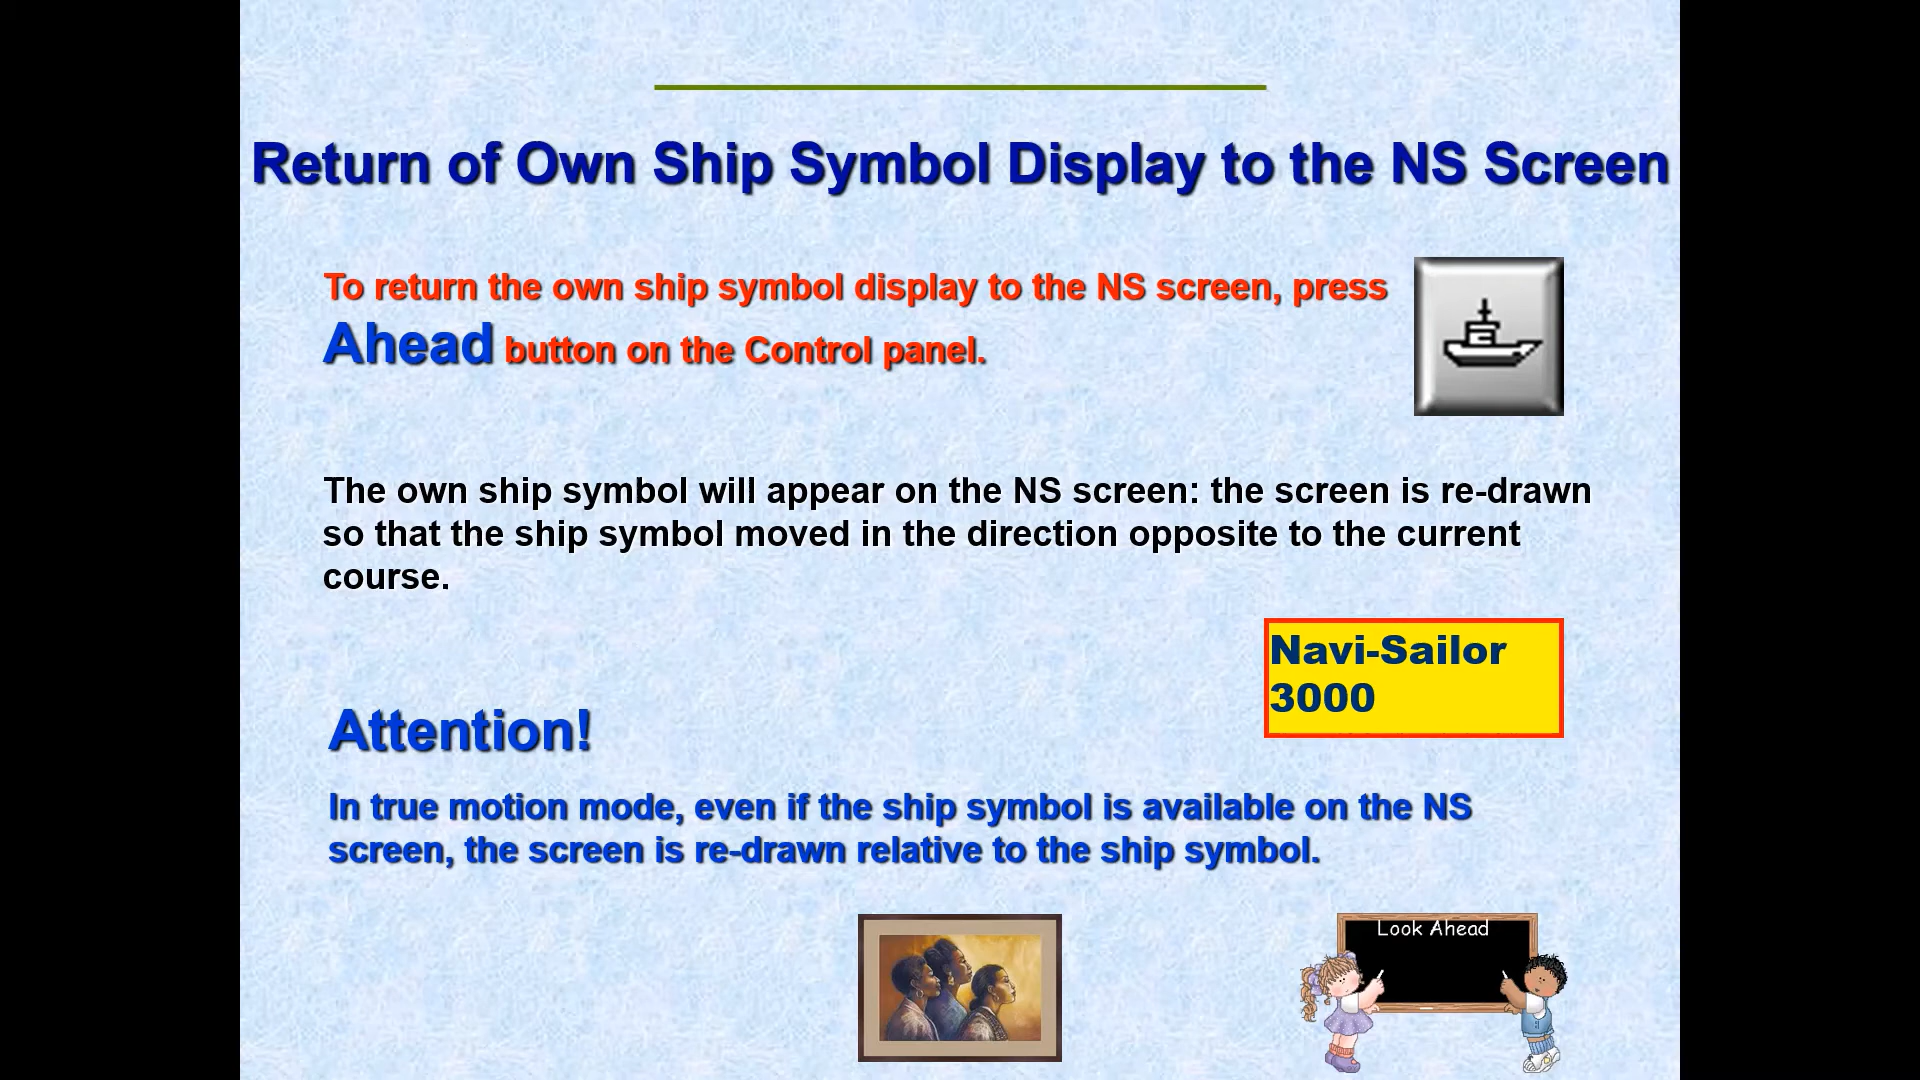 Return of Own Ship Symbol Display to the NS Screen
To return the own ship symbol display to the NS screen, press
Ahead button on the Control panel.
The own ship symbol will appear on the NS screen: the screen is re-drawn
so that the ship symbol moved in the direction opposite to the current
course.
Navi-Sailor
3000
Attention!
In true motion mode, even if the ship symbol is available on the NS
screen, the screen is re-drawn relative to the ship symbol.
Look Ahead